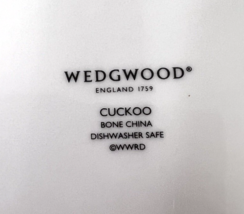 WEDGWOOD®
ENGLAND 1759
CUCKOO
BONE CHINA
DISHWASHER SAFE
©WWRD